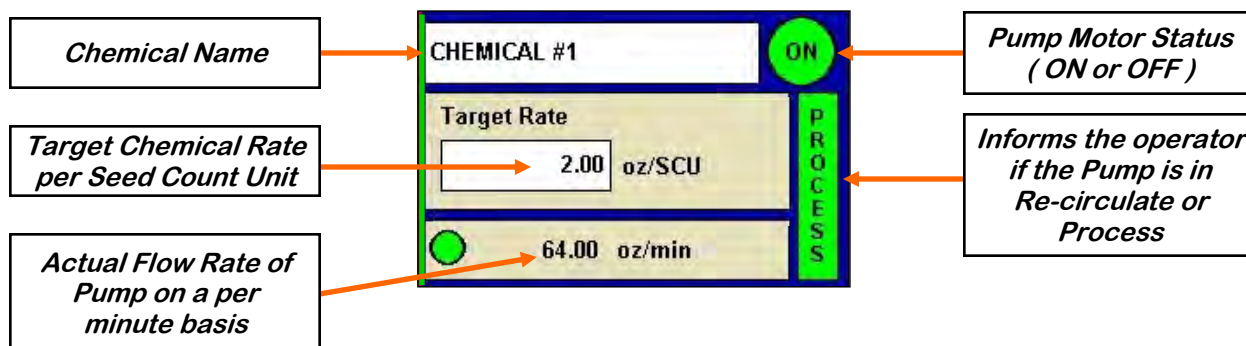 Chemical Name
Target Chemical Rate
per Seed Count Unit
Actual Flow Rate of
Pump on a per
minute basis
CHEMICAL #1
ON
Target Rate
2.00 oz/SCU
64.00 oz/min
PROCESS
Pump Motor Status
( ON or OFF )
Informs the operator
if the Pump is in
Re-circulate or
Process